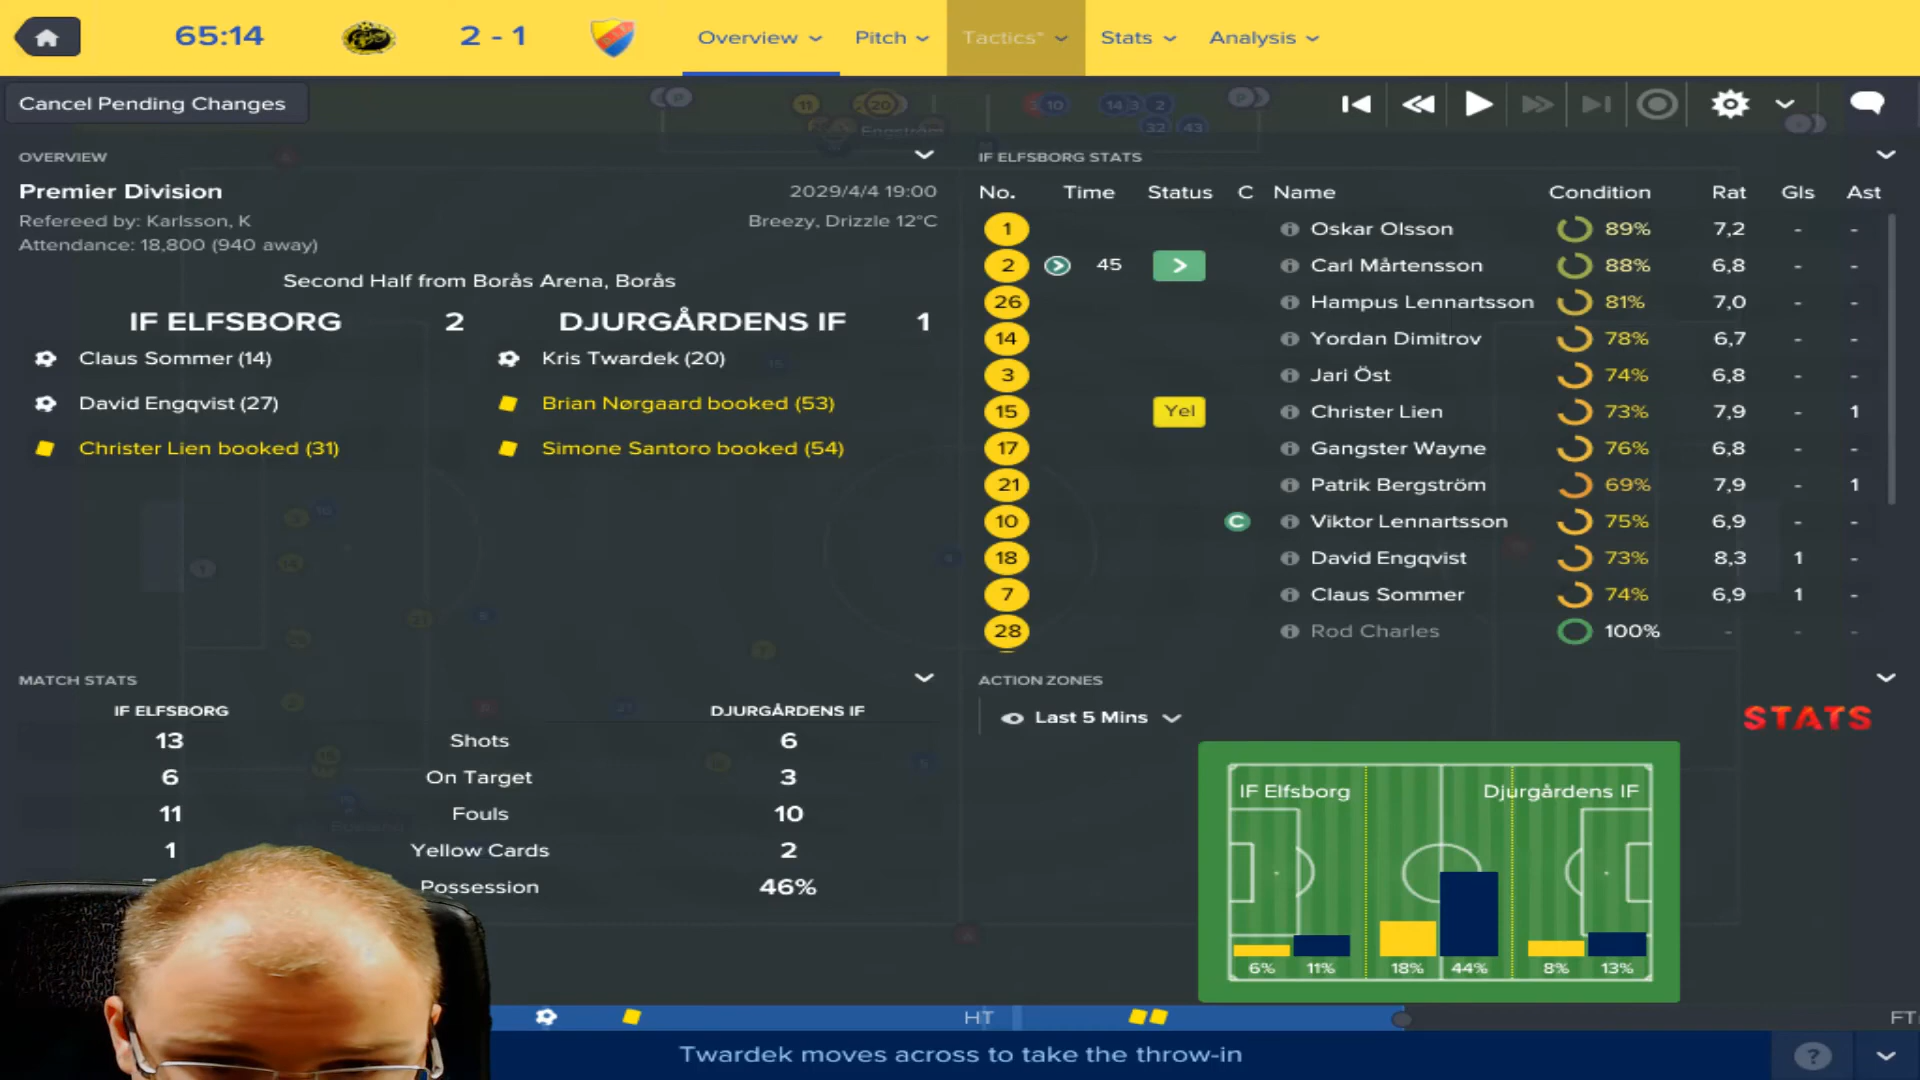 65:14
2 - 1
Overview
Pitch
Tactics*
Stats
Analysis
Cancel Pending Changes
OVERVIEW
Premier Division
2029/4/4 19:00
Refereed by: Karlsson, K
Breezy, Drizzle 12°C
Attendance: 18,800 (940 away)
Second Half from Borås Arena, Borås
IF ELFSBORG 2 DJURGÅRDENS IF 1
Claus Sommer (14)
Kris Twardek (20)
David Engqvist (27)
Brian Nørgaard booked (53)
Christer Lien booked (31)
Simone Santoro booked (54)
IF ELFSBORG STATS
No. Time Status C Name Condition Rat Gls Ast
1 Oskar Olsson 89% 7,2 - -
2 45 Carl Mårtensson 88% 6,8 - -
26 Hampus Lennartsson 81% 7,0 - -
14 Yordan Dimitrov 78% 6,7 - -
3 Jari Öst 74% 6,8 - -
15 Yel Christer Lien 73% 7,9 - 1
17 Gangster Wayne 76% 6,8 - -
21 Patrik Bergström 69% 7,9 - 1
10 C Viktor Lennartsson 75% 6,9 - -
18 David Engqvist 73% 8,3 1 -
7 Claus Sommer 74% 6,9 1 -
28 Rod Charles 100% - - -
MATCH STATS
IF ELFSBORG DJURGÅRDENS IF
13 Shots 6
6 On Target 3
11 Fouls 10
1 Yellow Cards 2
Possession 46%
ACTION ZONES
Last 5 Mins
STATS
IF Elfsborg Djurgårdens IF
6% 11% 18% 44% 8% 13%
HT
FT
Twardek moves across to take the throw-in
?